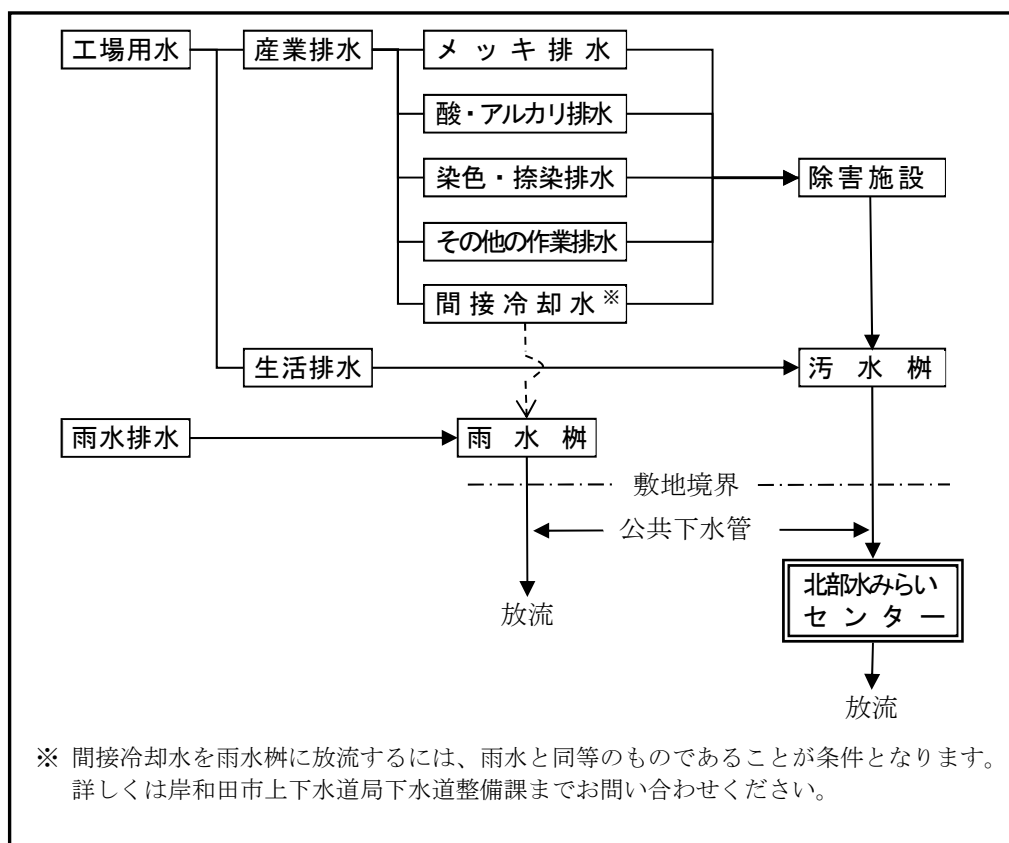 工場用水
産業排水
メッキ排水
酸・アルカリ排水
染色・捺染排水
除害施設
その他の作業排水
間接冷却水※
生活排水
汚水桝
雨水排水
雨水桝
敷地境界
公共下水管
北部水みらい
センター
放流
放流
※ 間接冷却水を雨水桝に放流するには、雨水と同等のものであることが条件となります。
詳しくは岸和田市上下水道局下水道整備課までお問い合わせください。